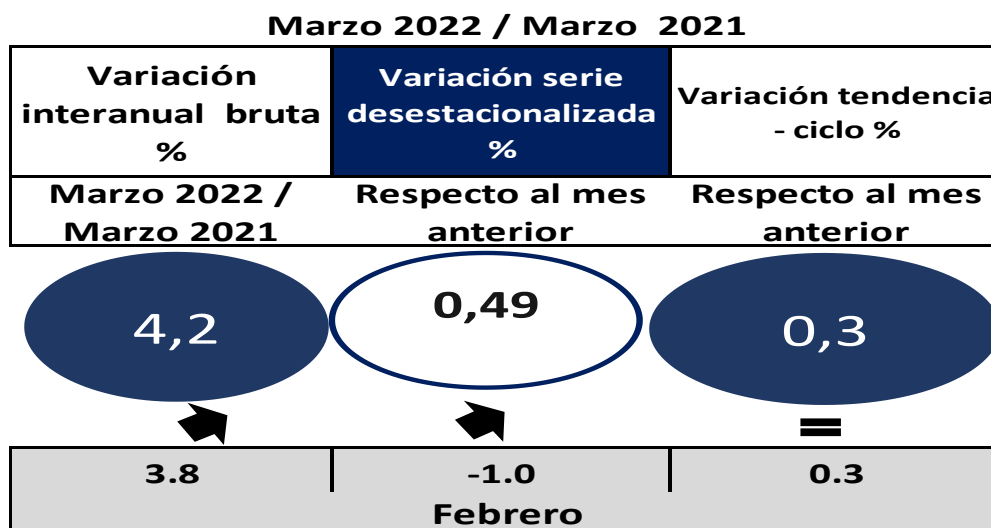 Marzo 2022 / Marzo 2021
Variación
interanual bruta
%
Variación serie
desestacionalizada
%
Variación tendencia
- ciclo %
Marzo 2022 /
Marzo 2021
Respecto al mes
anterior
Respecto al mes
anterior
4,2
0,49
0,3
=
3.8
-1.0
0.3
Febrero